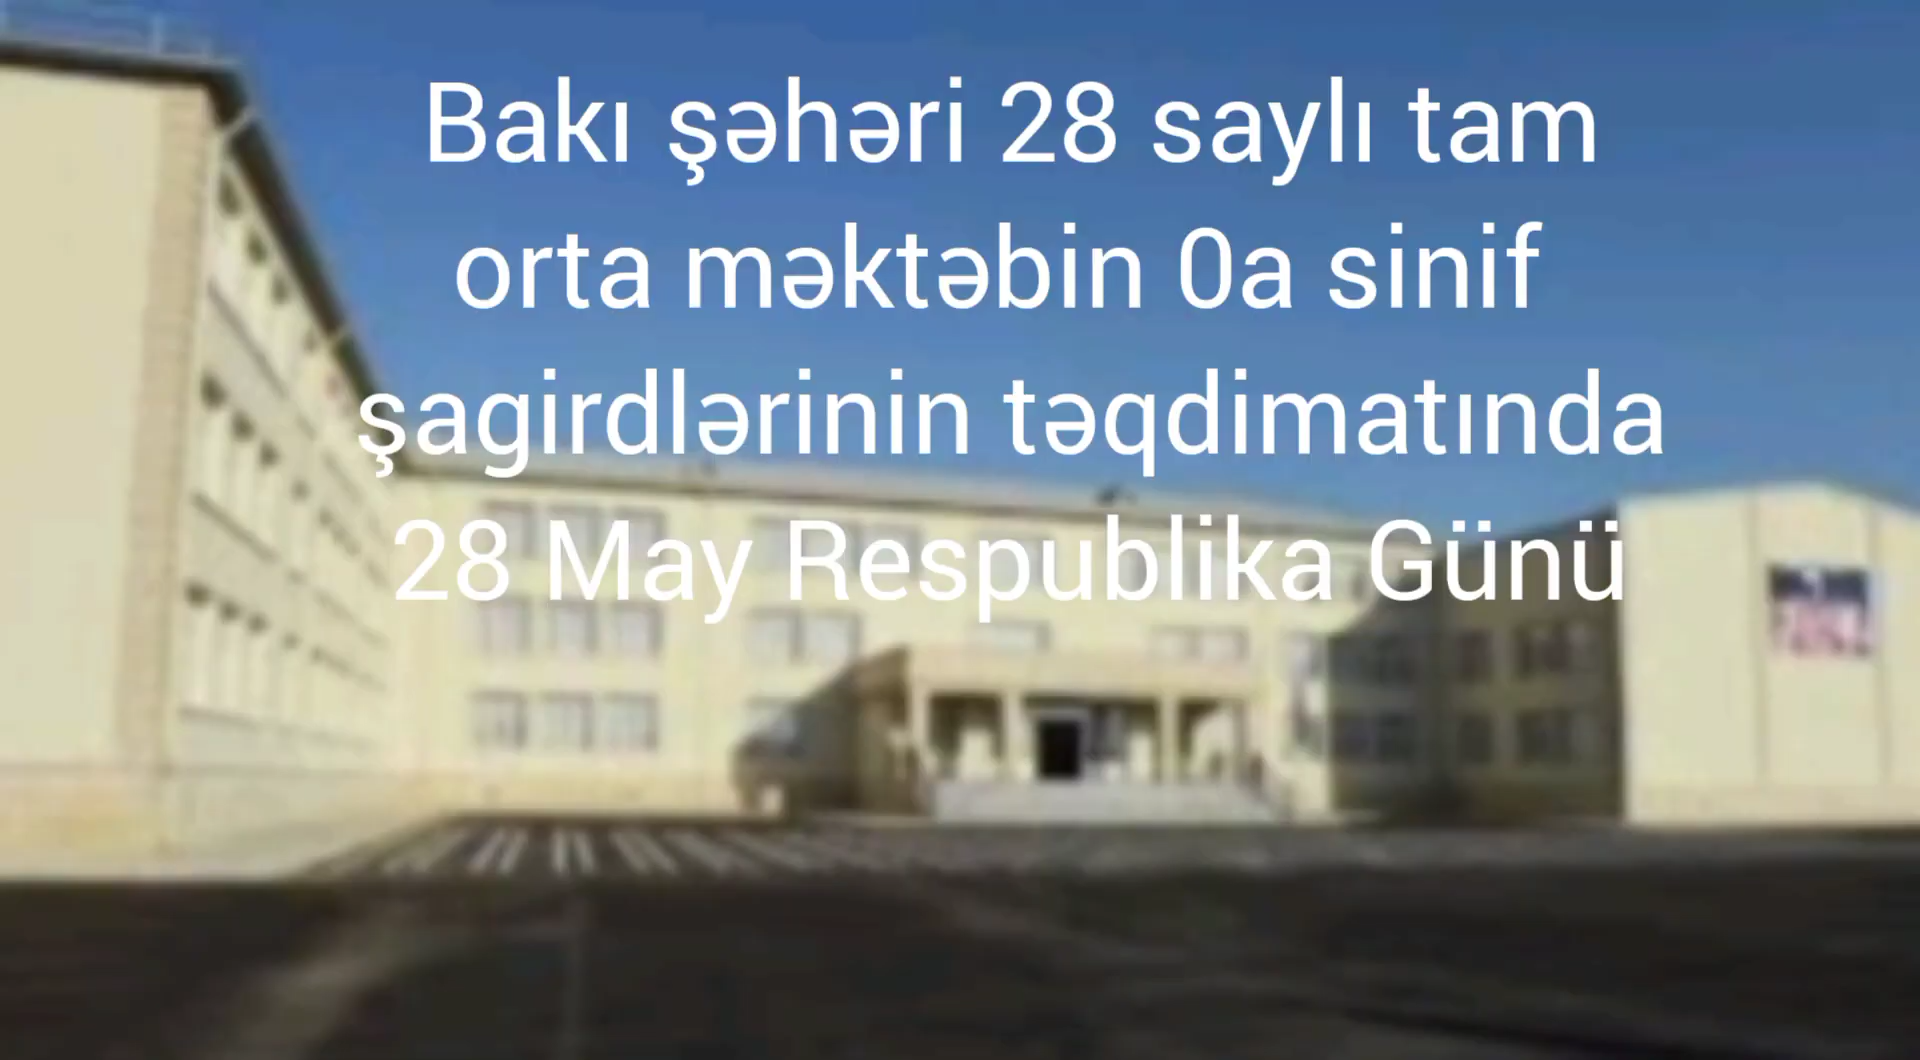 Bakı şəhəri 28 saylı tam
orta məktəbin 0a sinif
şagirdlərinin təqdimatında
28 May Respublika Günü